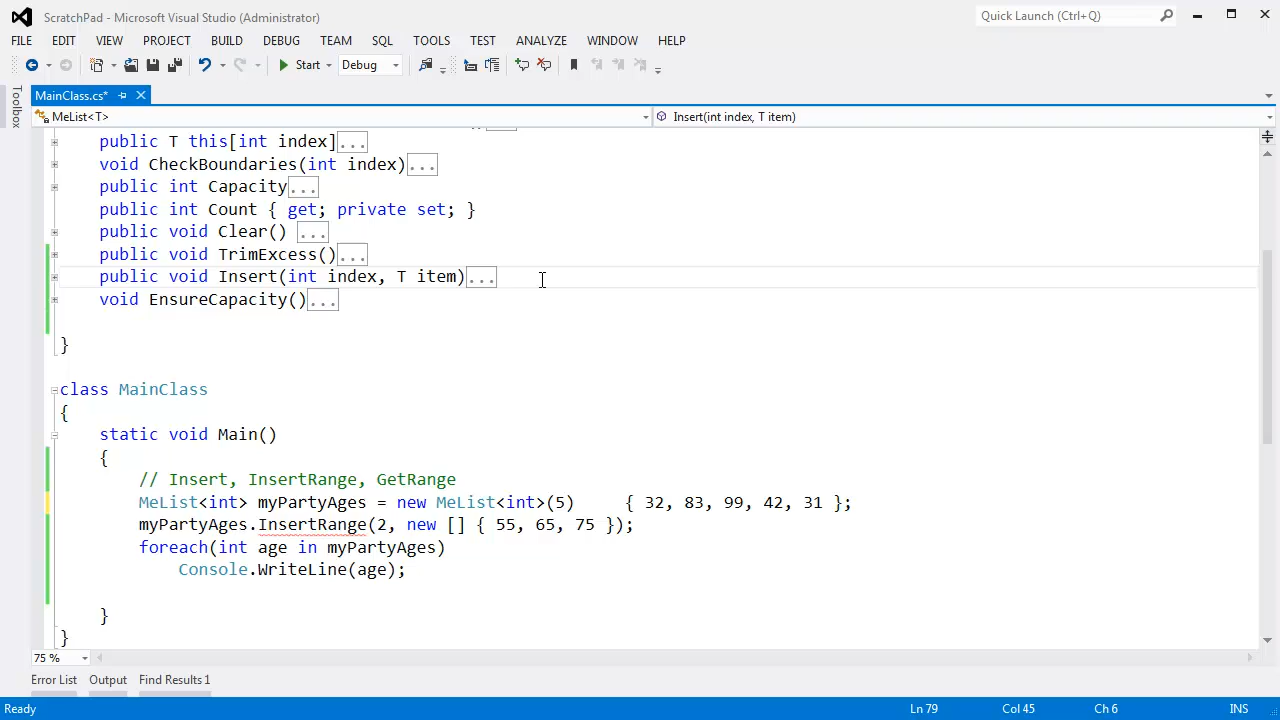 ScratchPad - Microsoft Visual Studio (Administrator)
Quick Launch (Ctrl+Q)
FILE EDIT VIEW PROJECT BUILD DEBUG TEAM SQL TOOLS TEST ANALYZE WINDOW HELP
Start Debug
Toolbox
MainClass.cs*
MeList<T> Insert(int index, T item)
public T this[int index]...
void CheckBoundaries(int index)...
public int Capacity...
public int Count { get; private set; }
public void Clear() ...
public void TrimExcess()...
public void Insert(int index, T item)...
void EnsureCapacity()...
}
class MainClass
{
static void Main()
{
// Insert, InsertRange, GetRange
MeList<int> myPartyAges = new MeList<int>(5) { 32, 83, 99, 42, 31 };
myPartyAges.InsertRange(2, new [] { 55, 65, 75 });
foreach(int age in myPartyAges)
Console.WriteLine(age);
}
}
75 %
Error List Output Find Results 1
Ready Ln 79 Col 45 Ch 6 INS